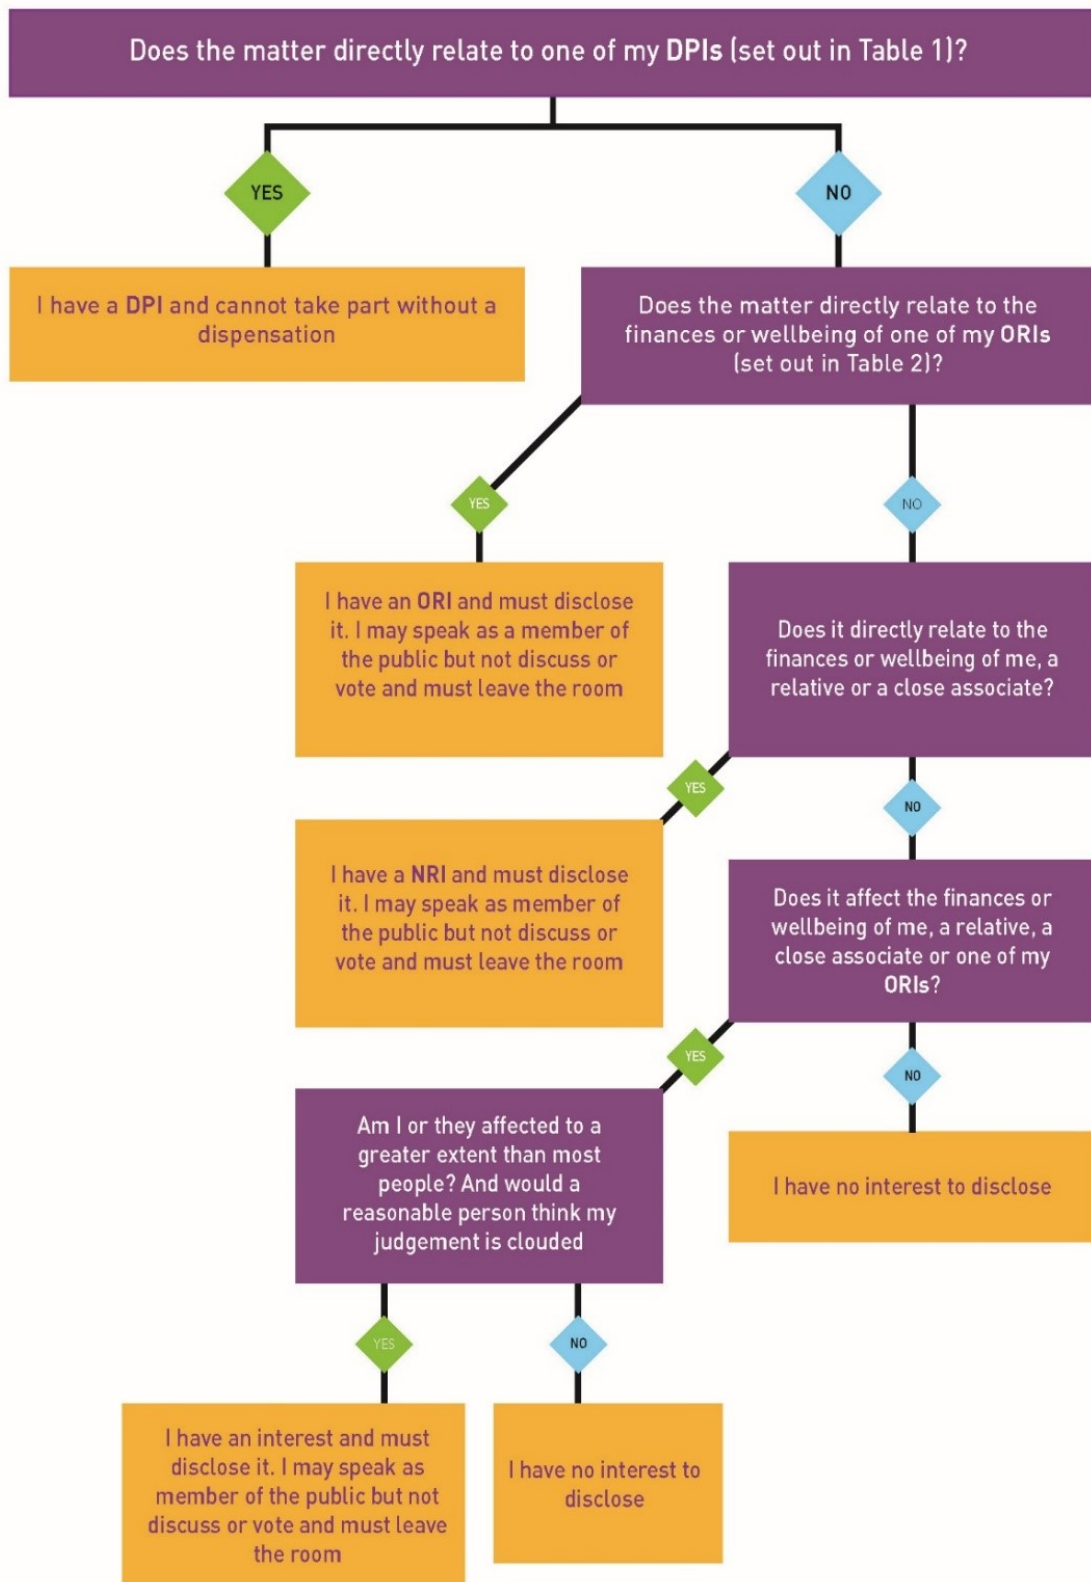 Does the matter directly relate to one of my DPIs (set out in Table 1)?
YES
NO
I have a DPI and cannot take part without a
dispensation
Does the matter directly relate to the
finances or wellbeing of one of my ORIs
(set out in Table 2)?
YES
NO
I have an ORI and must disclose
it. I may speak as a member of
the public but not discuss or
vote and must leave the room
Does it directly relate to the
finances or wellbeing of me, a
relative or a close associate?
YES
NO
I have a NRI and must disclose
it. I may speak as member of
the public but not discuss or
vote and must leave the room
Does it affect the finances or
wellbeing of me, a relative, a
close associate or one of my
ORIs?
YES
NO
Am I or they affected to a
greater extent than most
people? And would a
reasonable person think my
judgement is clouded
I have no interest to disclose
YES
NO
I have an interest and must
disclose it. I may speak as
member of the public but not
discuss or vote and must leave
the room
I have no interest to
disclose